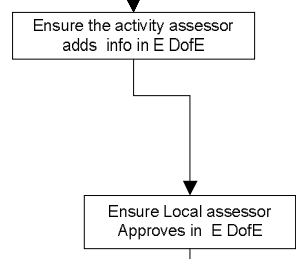 Ensure the activity assessor
adds  info in E DofE
Ensure Local assessor
Approves in  E DofE